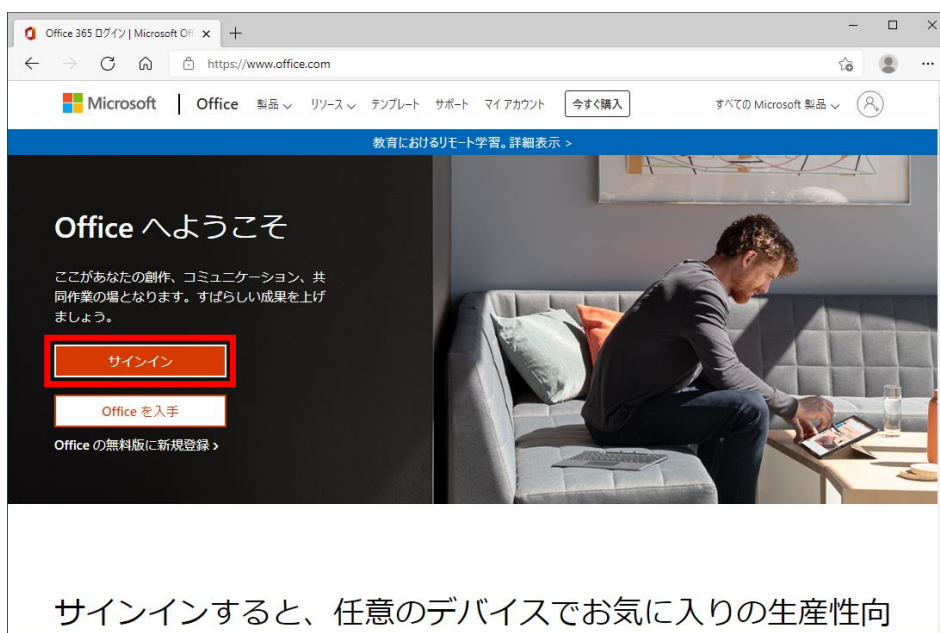 Office 365 ログイン | Microsoft Off
https://www.office.com
Microsoft | Office 製品 リソース テンプレート サポート マイ アカウント 今すぐ購入 すべての Microsoft 製品
教育におけるリモート学習。詳細表示 >
Office へようこそ
ここがあなたの創作、コミュニケーション、共
同作業の場となります。すばらしい成果を上げ
ましょう。
サインイン
Office を入手
Office の無料版に新規登録 >
サインインすると、任意のデバイスでお気に入りの生産性向